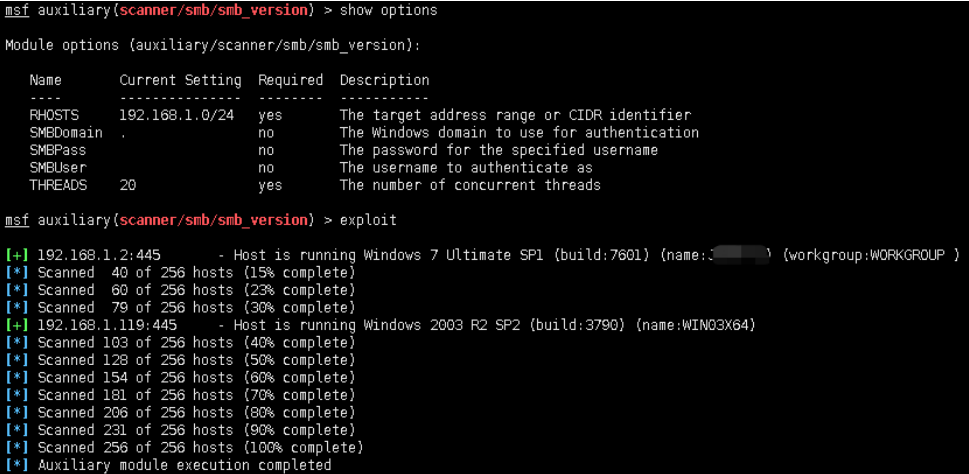 msf auxiliary(scanner/smb/smb_version) > show options
Module options (auxiliary/scanner/smb/smb_version):
Name Current Setting Required Description
---- --------------- -------- -----------
RHOSTS 192.168.1.0/24 yes The target address range or CIDR identifier
SMBDomain . no The Windows domain to use for authentication
SMBPass no The password for the specified username
SMBUser no The username to authenticate as
THREADS 20 yes The number of concurrent threads
msf auxiliary(scanner/smb/smb_version) > exploit
[+] 192.168.1.2:445 - Host is running Windows 7 Ultimate SP1 (build:7601) (name: ) (workgroup:WORKGROUP )
[*] Scanned 40 of 256 hosts (15% complete)
[*] Scanned 60 of 256 hosts (23% complete)
[*] Scanned 79 of 256 hosts (30% complete)
[+] 192.168.1.119:445 - Host is running Windows 2003 R2 SP2 (build:3790) (name:WIN03X64)
[*] Scanned 103 of 256 hosts (40% complete)
[*] Scanned 128 of 256 hosts (50% complete)
[*] Scanned 154 of 256 hosts (60% complete)
[*] Scanned 181 of 256 hosts (70% complete)
[*] Scanned 206 of 256 hosts (80% complete)
[*] Scanned 231 of 256 hosts (90% complete)
[*] Scanned 256 of 256 hosts (100% complete)
[*] Auxiliary module execution completed